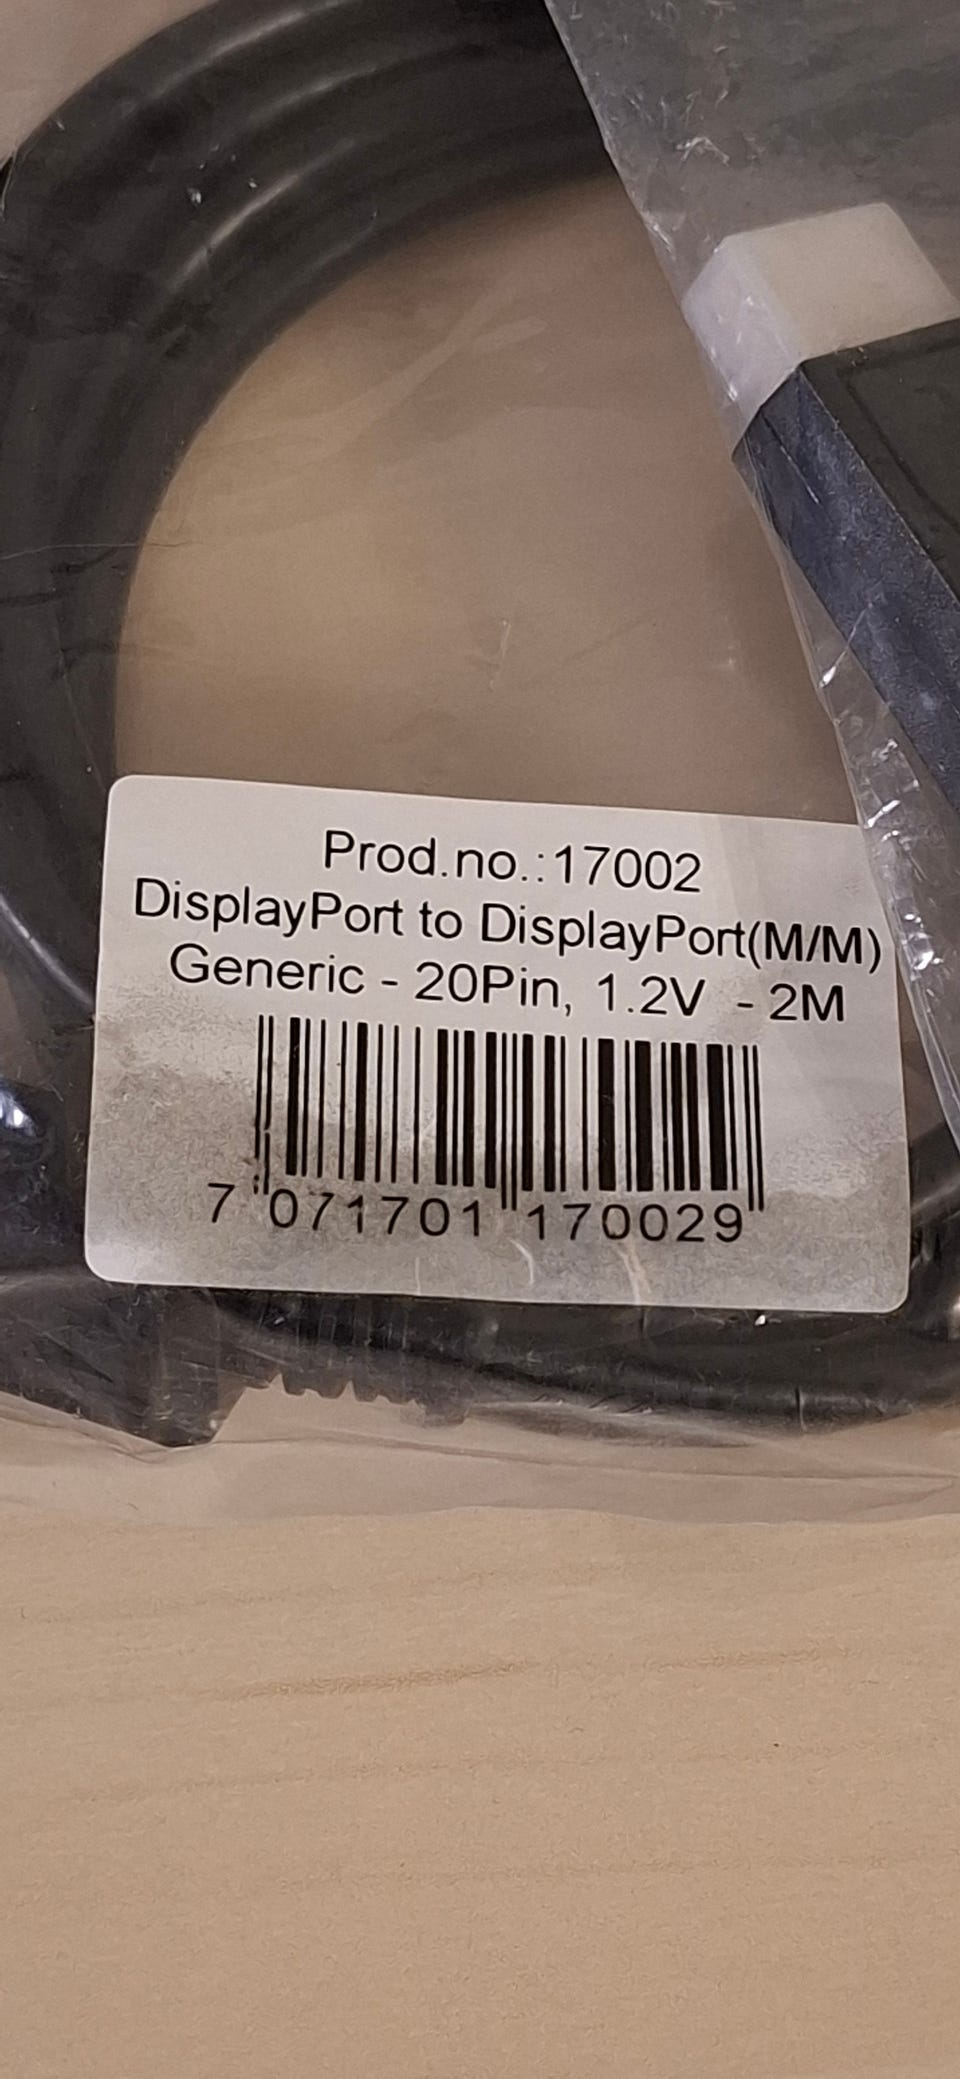 Prod.no.:17002
DisplayPort to DisplayPort(M/M)
Generic - 20Pin, 1.2V - 2M
7 071701 170029